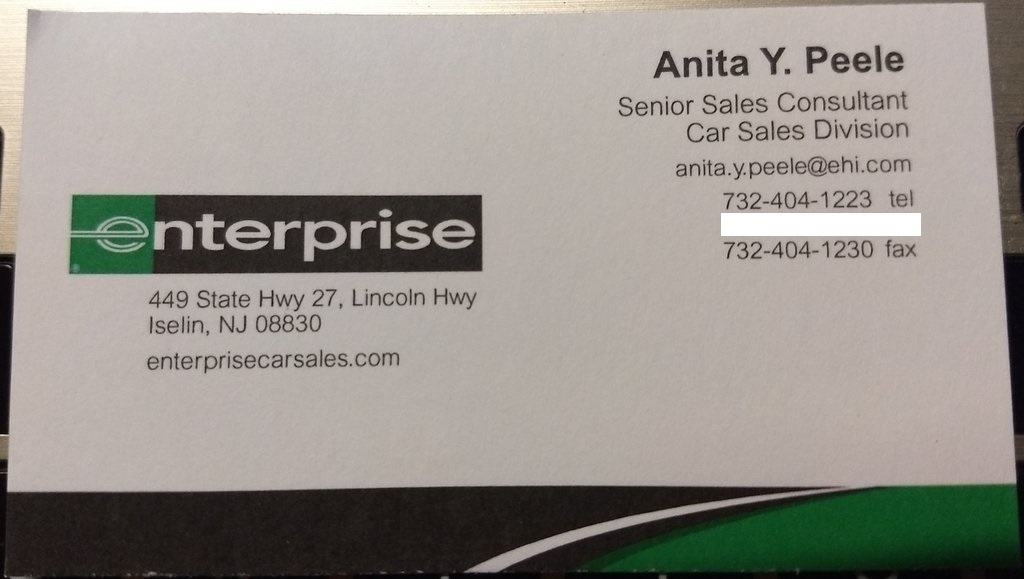 Anita Y. Peele
Senior Sales Consultant
Car Sales Division
anita.y.peele@ehi.com
732-404-1223 tel
732-404-1230 fax
enterprise
449 State Hwy 27, Lincoln Hwy
Iselin, NJ 08830
enterprisecarsales.com